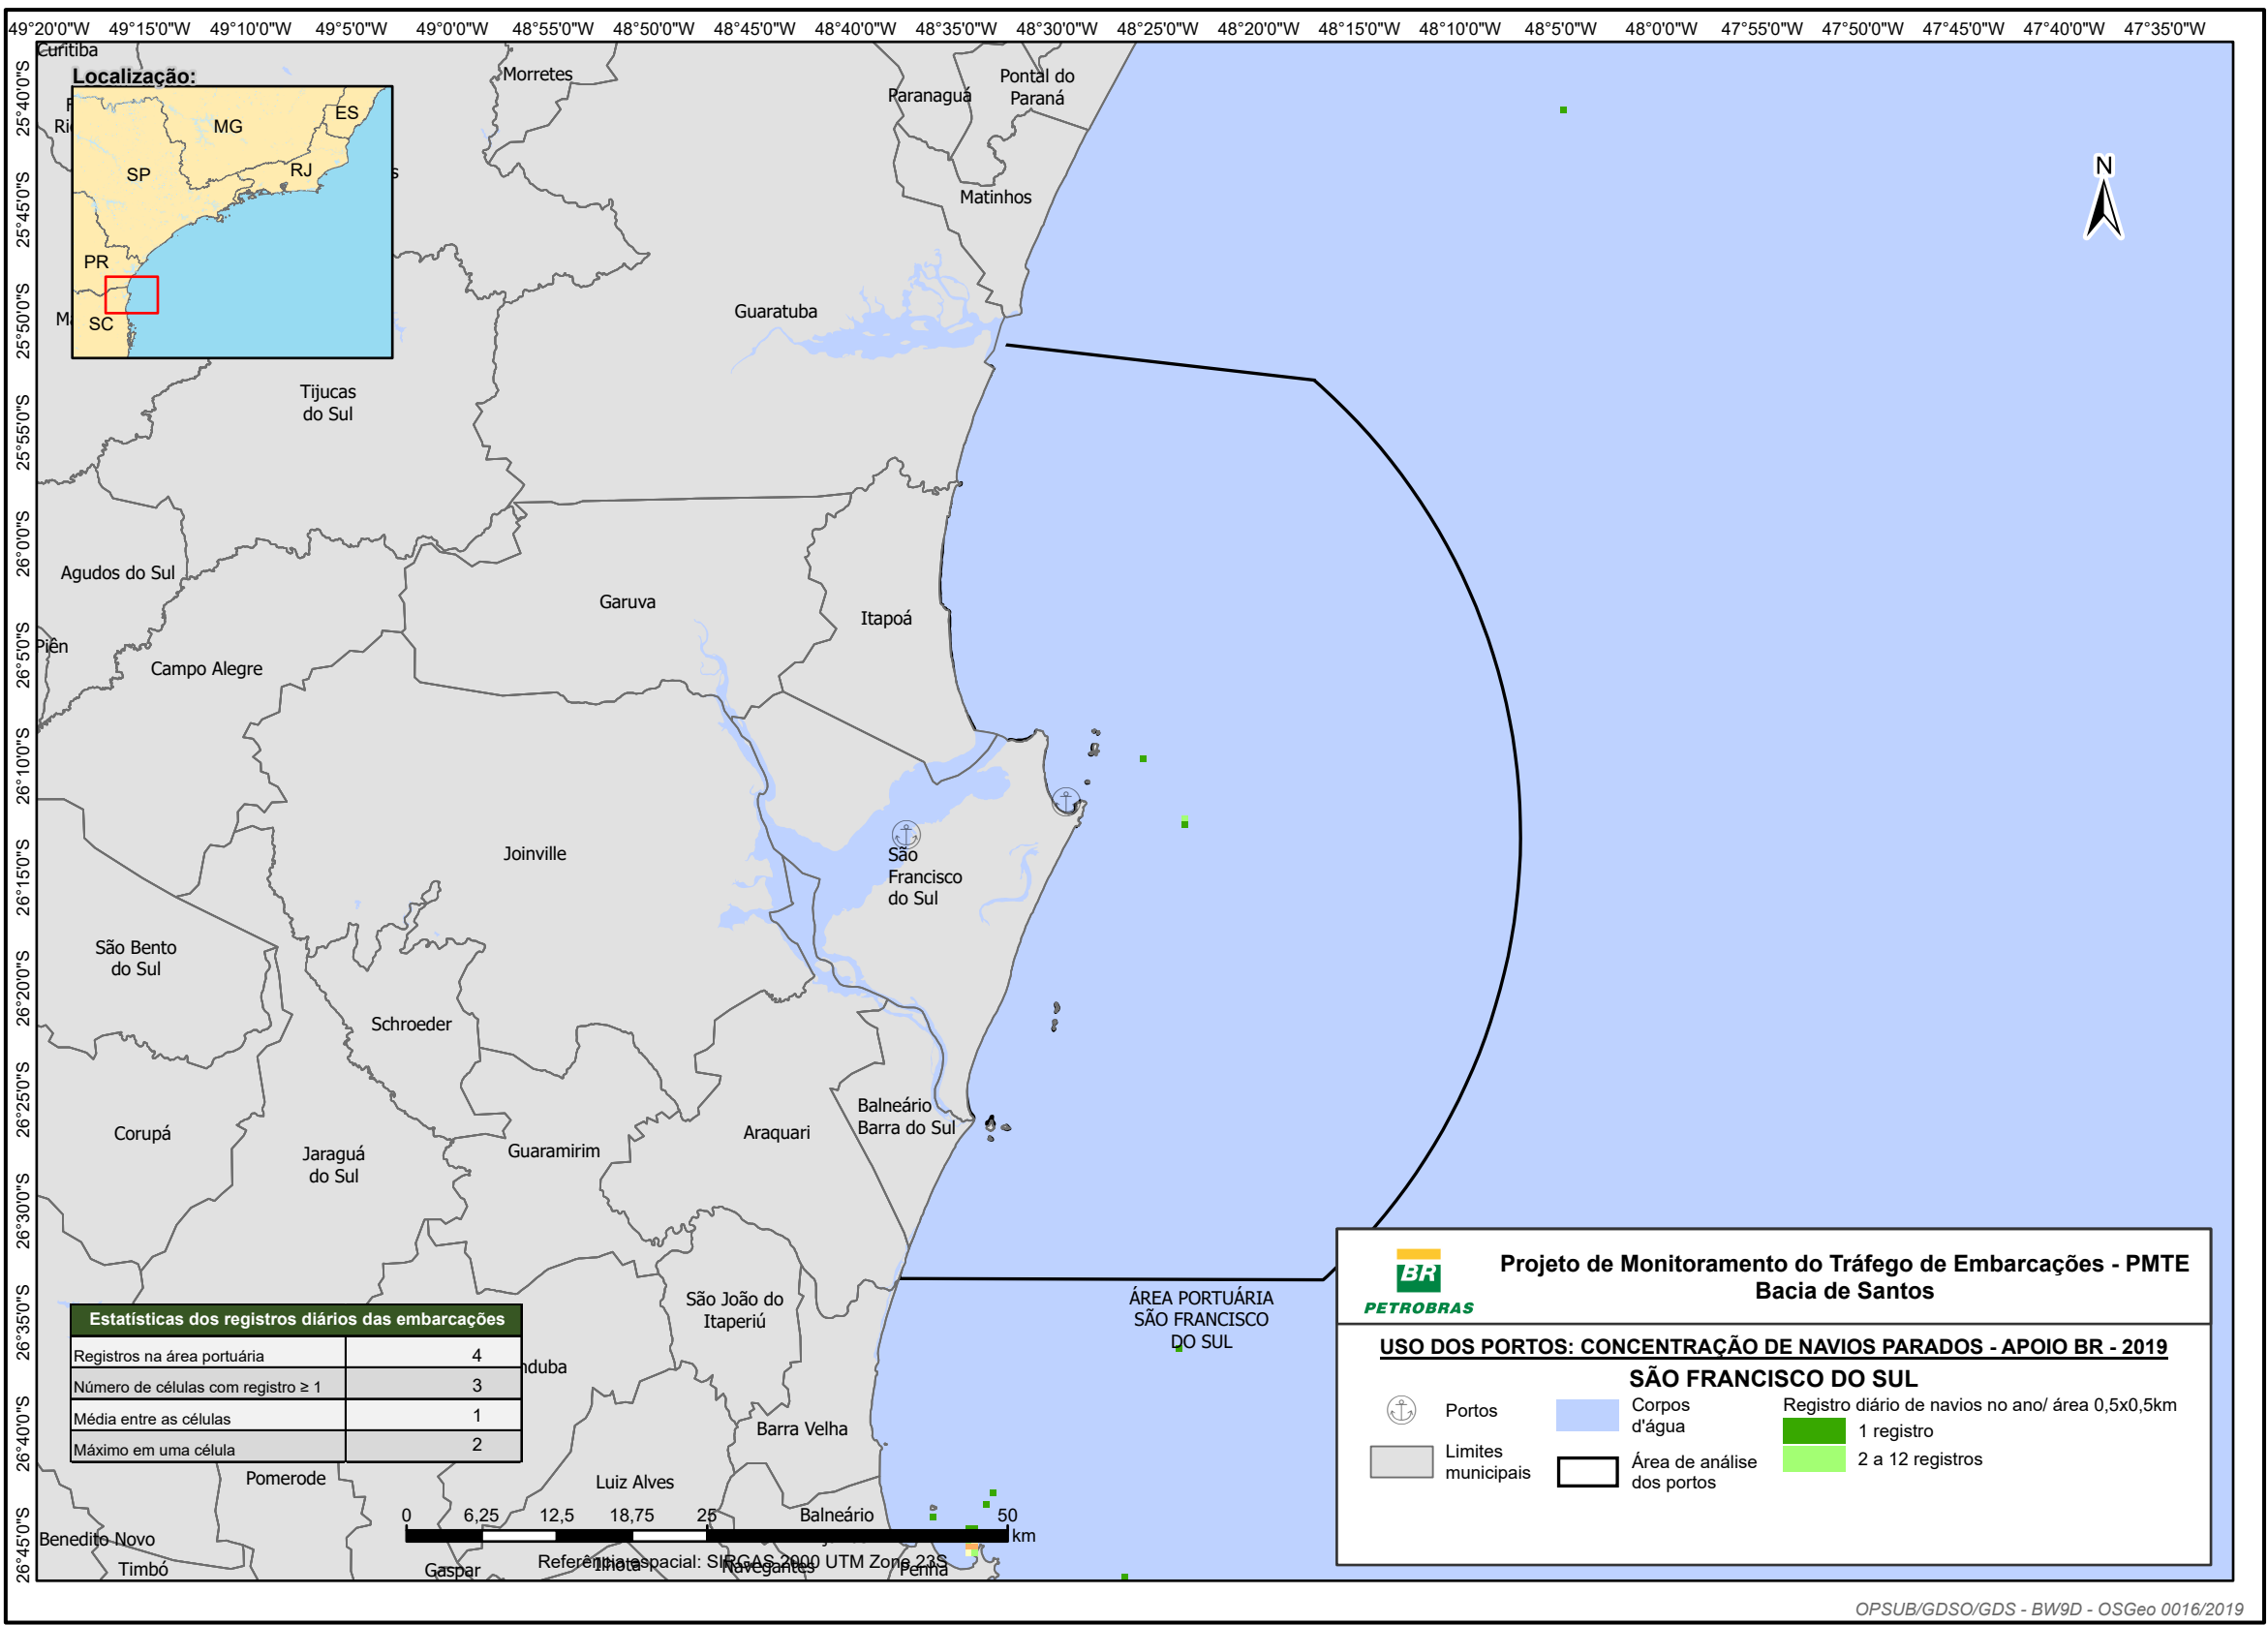 49°20'0"W 49°15'0"W 49°10'0"W 49°5'0"W 49°0'0"W 48°55'0"W 48°50'0"W 48°45'0"W 48°40'0"W 48°35'0"W 48°30'0"W 48°25'0"W 48°20'0"W 48°15'0"W 48°10'0"W 48°5'0"W 48°0'0"W 47°55'0"W 47°50'0"W 47°45'0"W 47°40'0"W 47°35'0"W
25°40'0"S
25°45'0"S
25°50'0"S
25°55'0"S
26°0'0"S
26°5'0"S
26°10'0"S
26°15'0"S
26°20'0"S
26°25'0"S
26°30'0"S
26°35'0"S
26°40'0"S
26°45'0"S
Curitiba
Localização:
MG
ES
SP
RJ
PR
SC
Morretes
Paranaguá
Pontal do
Paraná
Matinhos
N
Guaratuba
Tijucas
do Sul
Agudos do Sul
Garuva
Itapoá
Piên
Campo Alegre
Joinville
São
Francisco
do Sul
São Bento
do Sul
Schroeder
Corupá
Jaraguá
do Sul
Guaramirim
Araquari
Balneário
Barra do Sul
São João do
Itaperiú
ÁREA PORTUÁRIA
SÃO FRANCISCO
DO SUL
nduba
Barra Velha
Luiz Alves
Pomerode
Balneário
Benedito Novo
Timbó
Gaspar
Ilhota
Navegantes
Penha
Estatísticas dos registros diários das embarcações
Registros na área portuária 4
Número de células com registro ≥ 1 3
Média entre as células 1
Máximo em uma célula 2
0 6,25 12,5 18,75 25 50
km
Referência espacial: SIRGAS 2000 UTM Zone 23S
BR
PETROBRAS
Projeto de Monitoramento do Tráfego de Embarcações - PMTE
Bacia de Santos
USO DOS PORTOS: CONCENTRAÇÃO DE NAVIOS PARADOS - APOIO BR - 2019
SÃO FRANCISCO DO SUL
Portos
Limites
municipais
Corpos
d'água
Área de análise
dos portos
Registro diário de navios no ano/ área 0,5x0,5km
1 registro
2 a 12 registros
OPSUB/GDSO/GDS - BW9D - OSGeo 0016/2019